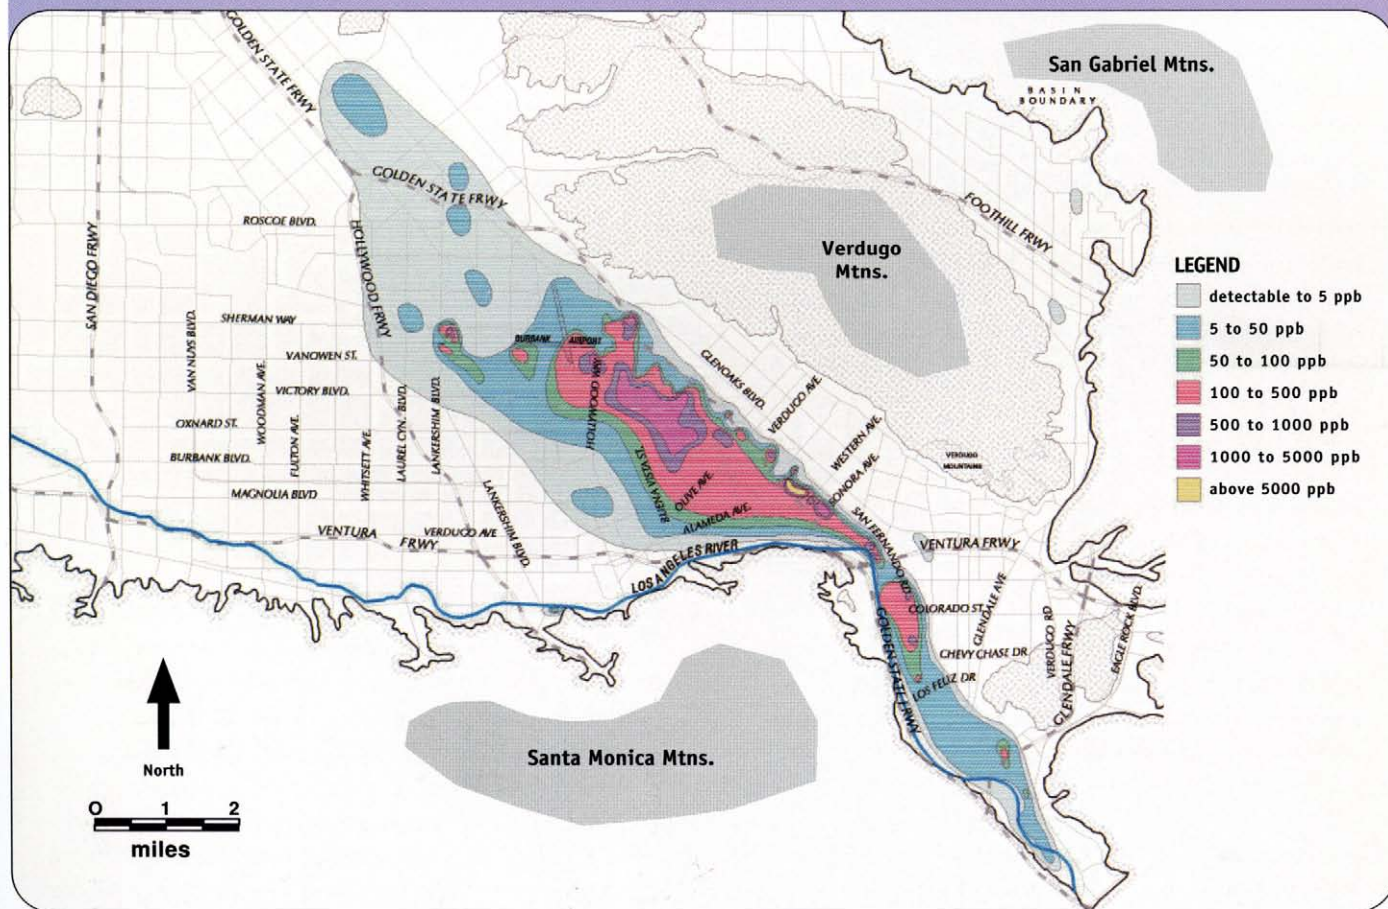 San Gabriel Mtns.
BASIN
BOUNDARY
GOLDEN STATE FRWY
GOLDEN STATE FRWY
FOOTHILL FRWY
ROSCOE BLVD.
HOLLYWOOD FRWY
SAN DIEGO FRWY
Verdugo
Mtns.
LEGEND
detectable to 5 ppb
5 to 50 ppb
50 to 100 ppb
100 to 500 ppb
500 to 1000 ppb
1000 to 5000 ppb
above 5000 ppb
SHERMAN WAY
VAN NUYS BLVD.
VANOWEN ST.
BURBANK AIRPORT
WOODMAN AVE.
VICTORY BLVD.
HOLLYWOOD WAY
GLENOAKS BLVD.
VERDUGO AVE.
OXNARD ST.
FULTON AVE.
WHITSETT AVE.
LAUREL CYN. BLVD.
LANKERSHIM BLVD.
WESTERN AVE.
BURBANK BLVD.
VERDUGO
MOUNTAINS
SONORA AVE.
MAGNOLIA BLVD
BUENA VISTA ST.
OLIVE AVE.
ALAMEDA AVE.
LANKERSHIM BLVD.
VENTURA
FRWY
VERDUGO AVE
SAN FERNANDO RD.
VENTURA FRWY
LOS ANGELES RIVER
COLORADO ST.
GLENDALE AVE
GOLDEN STATE FRWY
CHEVY CHASE DR.
VERDUGO RD
GLENDALE FRWY
EAGLE ROCK BLVD.
LOS FELIZ DR
Santa Monica Mtns.
North
0 1 2
miles